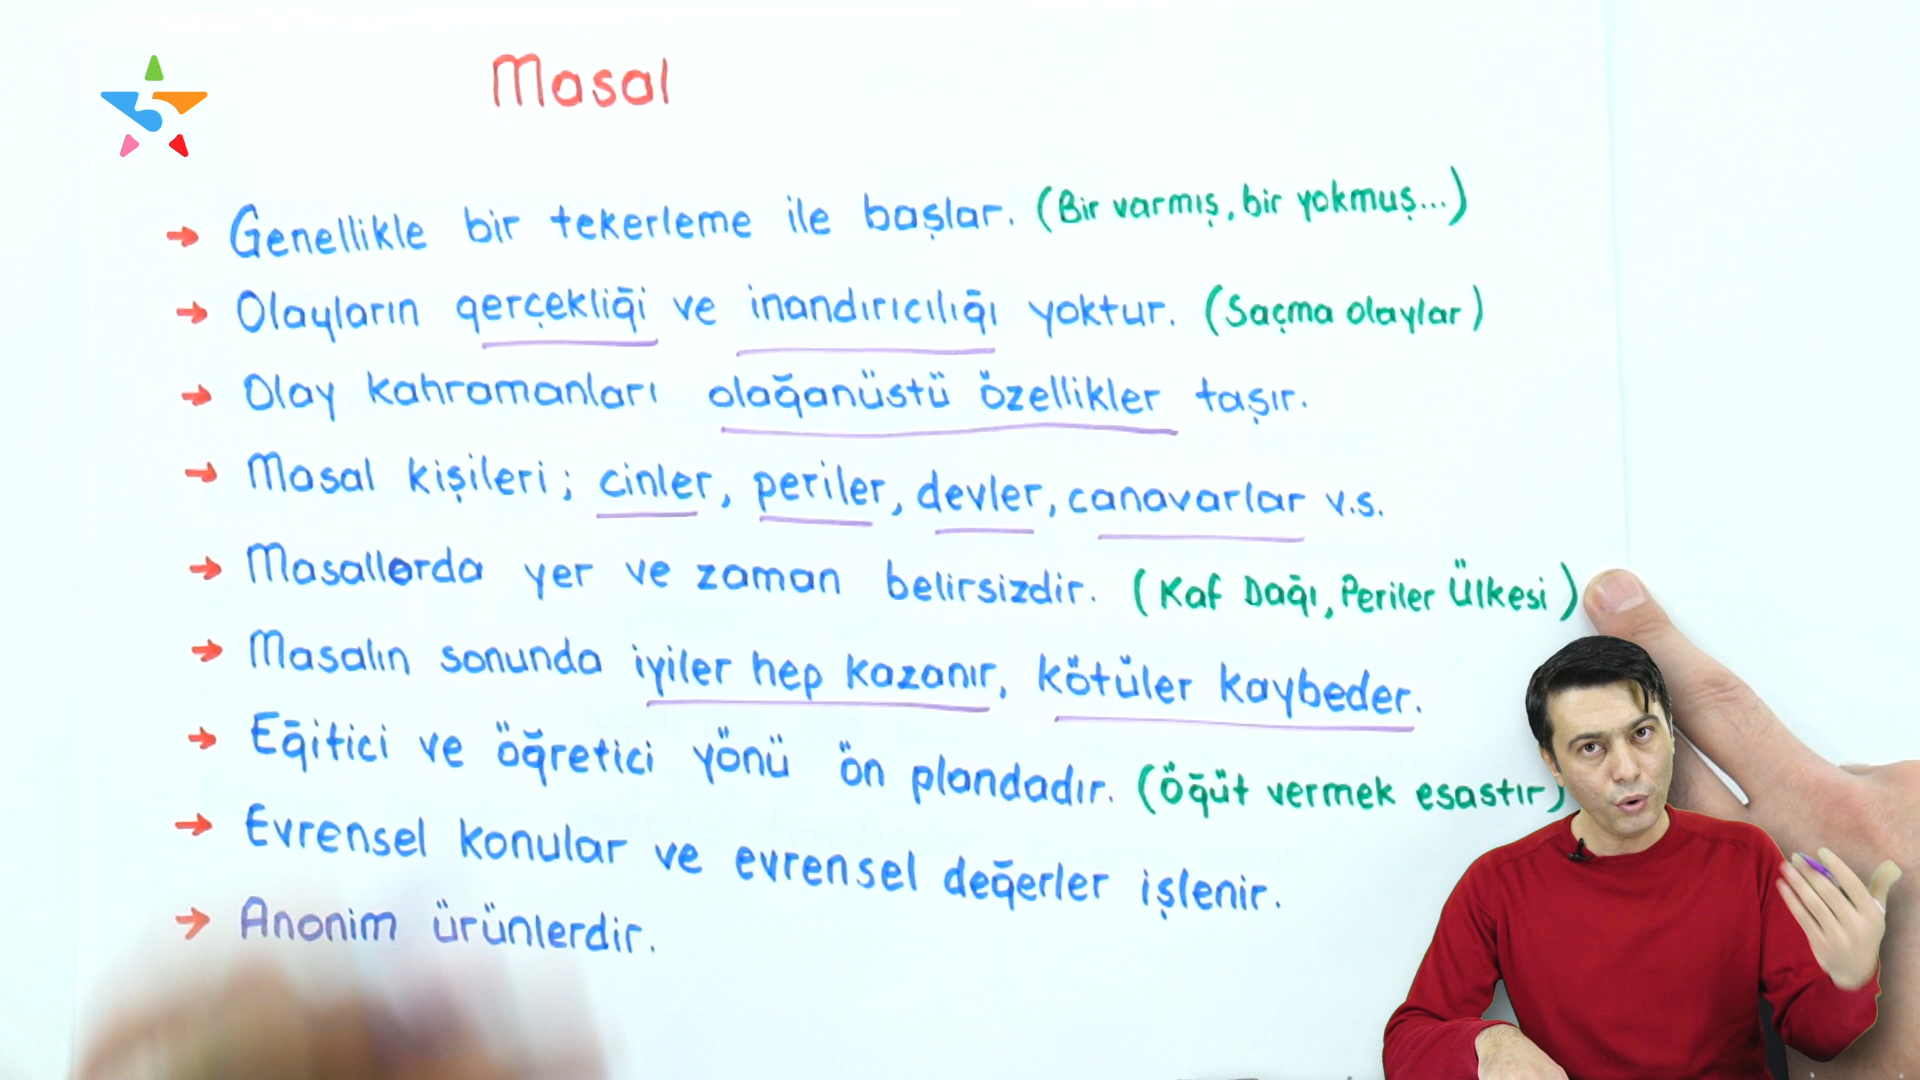 Masal
→ Genellikle bir tekerleme ile başlar. (Bir varmış, bir yokmuş...)
→ Olayların gerçekliği ve inandırıcılığı yoktur. (Saçma olaylar)
→ Olay kahramanları olağanüstü özellikler taşır.
→ Masal kişileri; cinler, periler, devler, canavarlar v.s.
→ Masallarda yer ve zaman belirsizdir. (Kaf Dağı, Periler Ülkesi)
→ Masalın sonunda iyiler hep kazanır, kötüler kaybeder.
→ Eğitici ve öğretici yönü ön plandadır. (Öğüt vermek esastır)
→ Evrensel konular ve evrensel değerler işlenir.
→ Anonim ürünlerdir.